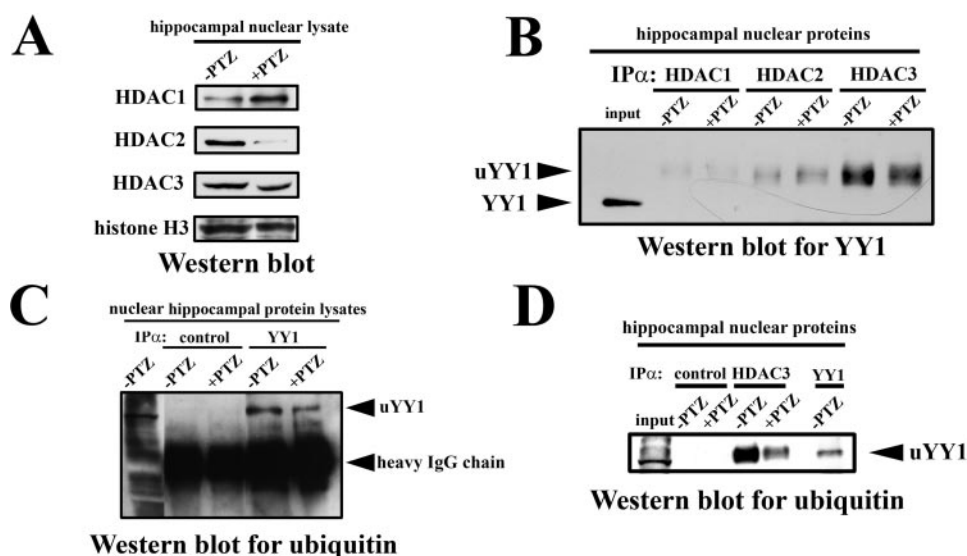 A
hippocampal nuclear lysate
-PTZ +PTZ
HDAC1
HDAC2
HDAC3
histone H3
Western blot
B
hippocampal nuclear proteins
IPα: HDAC1 HDAC2 HDAC3
input -PTZ +PTZ -PTZ +PTZ -PTZ +PTZ
uYY1
YY1
Western blot for YY1
C
nuclear hippocampal protein lysates
IPα: control YY1
-PTZ -PTZ +PTZ -PTZ +PTZ
uYY1
heavy IgG chain
Western blot for ubiquitin
D
hippocampal nuclear proteins
IPα: control HDAC3 YY1
input -PTZ +PTZ -PTZ +PTZ -PTZ
uYY1
Western blot for ubiquitin